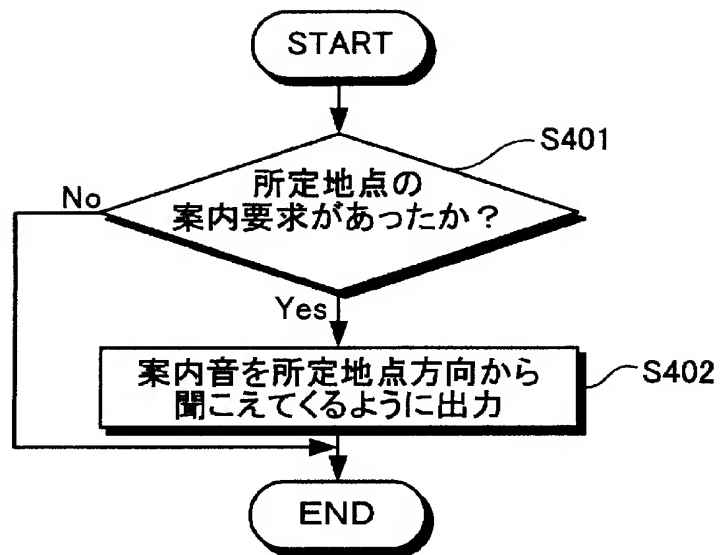 START
S401
所定地点の
案内要求があったか?
No
Yes
案内音を所定地点方向から
聞こえてくるように出力
S402
END